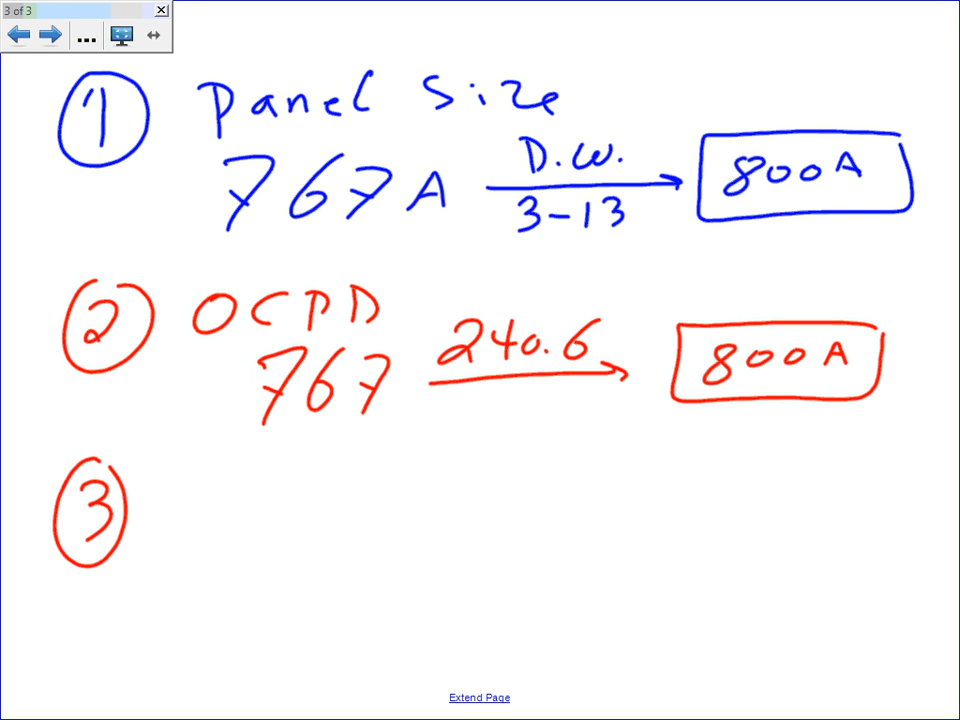 3 of 3
...
1 Panel Size
767A D.W. 3-13 800A
2 OCPD
767 240.6 800A
3
Extend Page